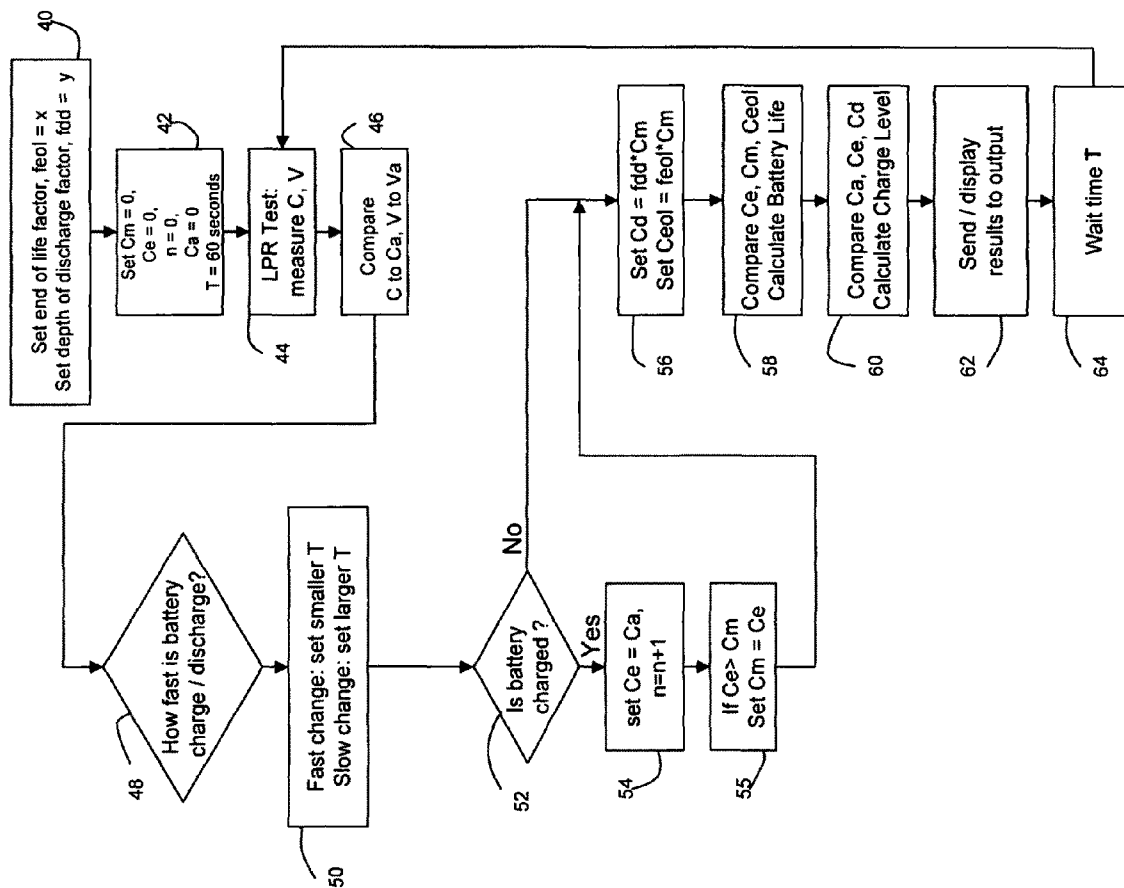 Set end of life factor, feol = x
Set depth of discharge factor, fdd = y
40
Set Cm = 0,
Ce = 0,
n = 0,
Ca = 0
T = 60 seconds
42
LPR Test:
measure C, V
44
Compare
C to Ca, V to Va
46
How fast is battery
charge / discharge?
48
Fast change: set smaller T
Slow change: set larger T
50
Is battery
charged ?
52
No
Yes
set Ce = Ca,
n=n+1
54
If Ce> Cm
Set Cm = Ce
55
Set Cd = fdd*Cm
Set Ceol = feol*Cm
56
Compare Ce, Cm, Ceol
Calculate Battery Life
58
Compare Ca, Ce, Cd
Calculate Charge Level
60
Send / display
results to output
62
Wait time T
64